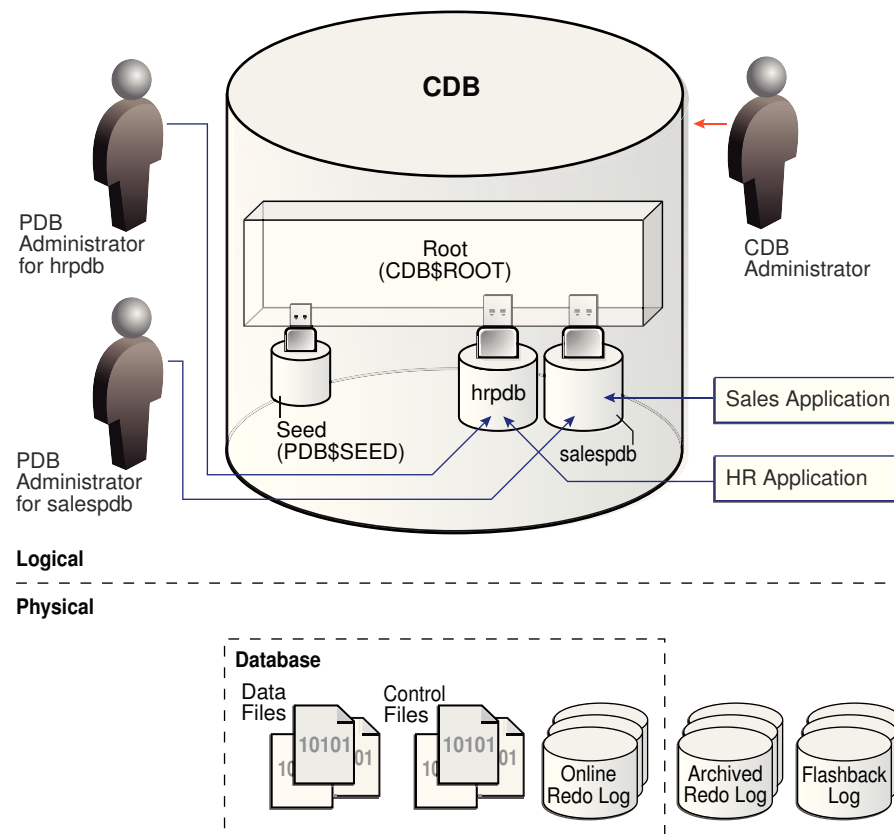 CDB
PDB
Administrator
for hrpdb
Root
(CDB$ROOT)
CDB
Administrator
hrpdb
Sales Application
Seed
(PDB$SEED)
salespdb
PDB
Administrator
for salespdb
HR Application
Logical
Physical
Database
Data
Files
10101
10
01
Control
Files
10101
10
01
Online
Redo Log
Archived
Redo Log
Flashback
Log